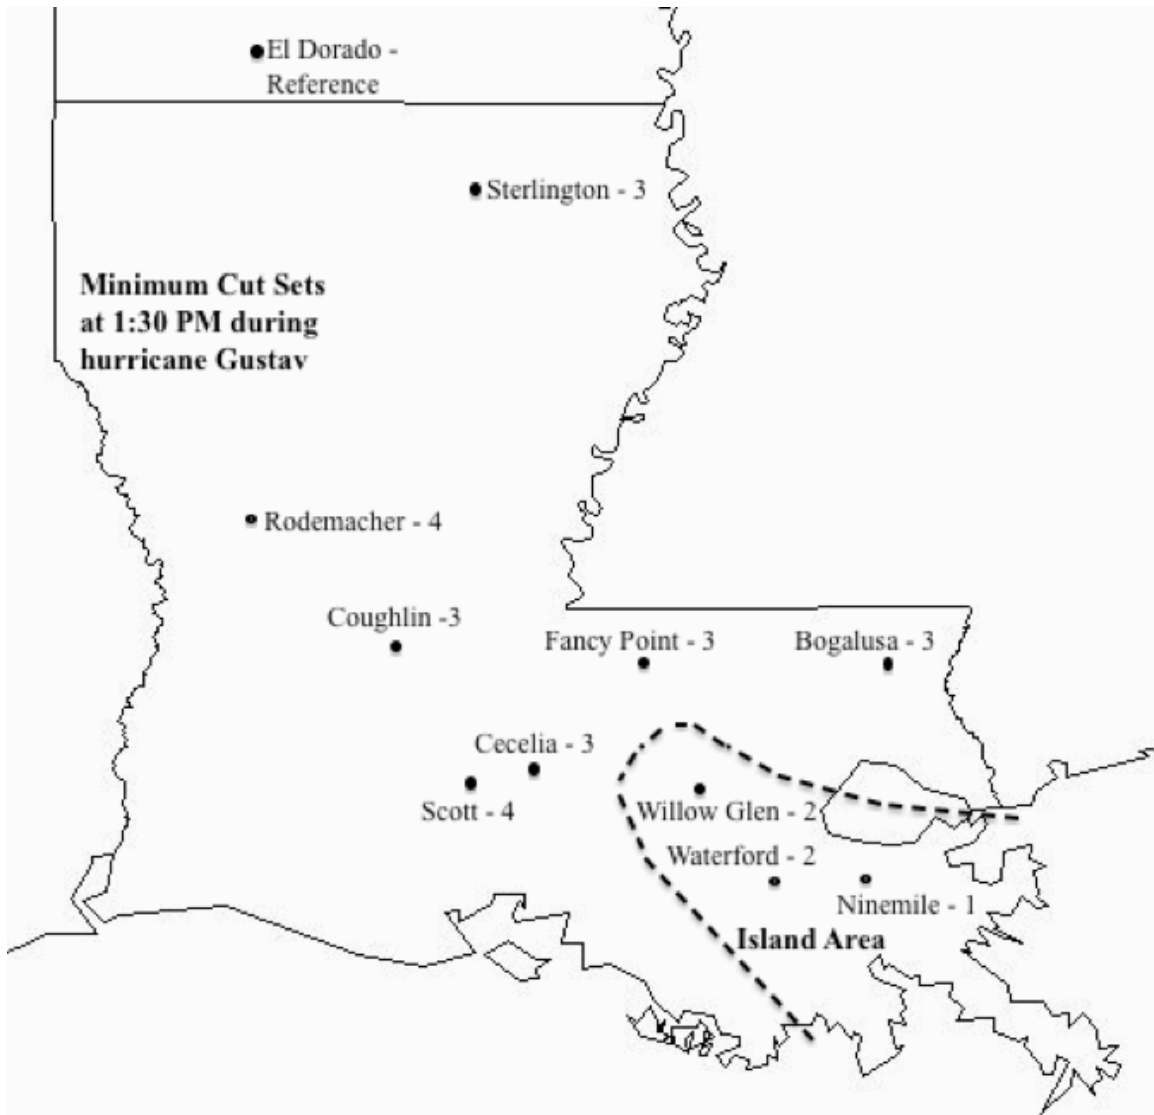 El Dorado -
Reference
Sterlington - 3
Minimum Cut Sets
at 1:30 PM during
hurricane Gustav
Rodemacher - 4
Coughlin -3
Fancy Point - 3
Bogalusa - 3
Cecelia - 3
Scott - 4
Willow Glen - 2
Waterford - 2
Ninemile - 1
Island Area